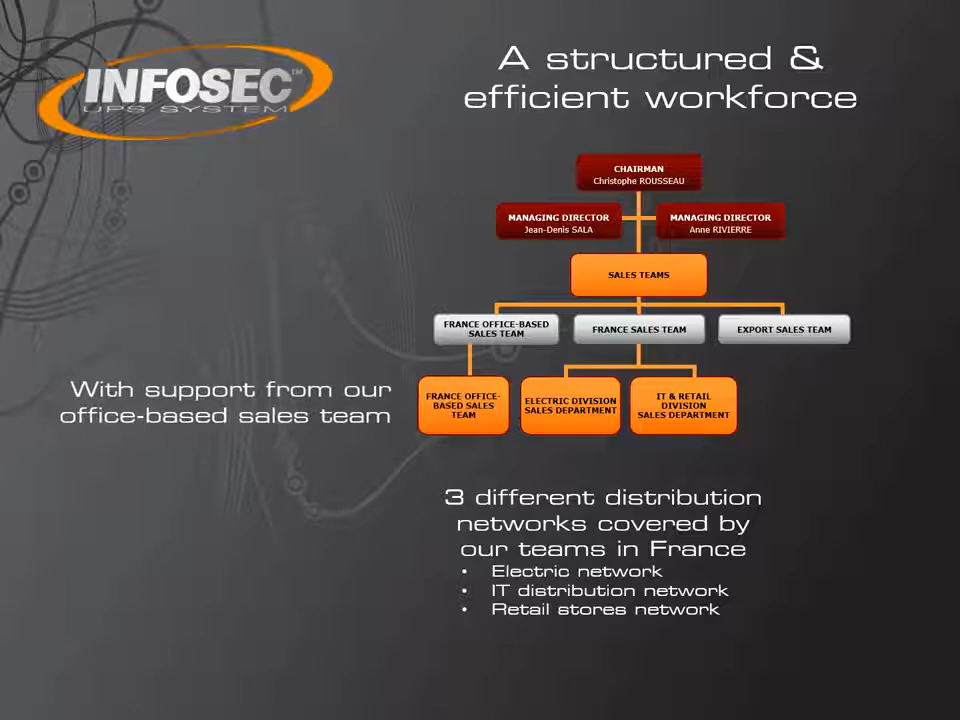 INFOSEC™
UPS SYSTEM
A structured &
efficient workforce
CHAIRMAN
Christophe ROUSSEAU
MANAGING DIRECTOR
Jean-Denis SALA
MANAGING DIRECTOR
Anne RIVIERRE
SALES TEAMS
FRANCE OFFICE-BASED
SALES TEAM
FRANCE SALES TEAM
EXPORT SALES TEAM
With support from our
office-based sales team
FRANCE OFFICE-
BASED SALES
TEAM
ELECTRIC DIVISION
SALES DEPARTMENT
IT & RETAIL
DIVISION
SALES DEPARTMENT
3 different distribution
networks covered by
our teams in France
• Electric network
• IT distribution network
• Retail stores network